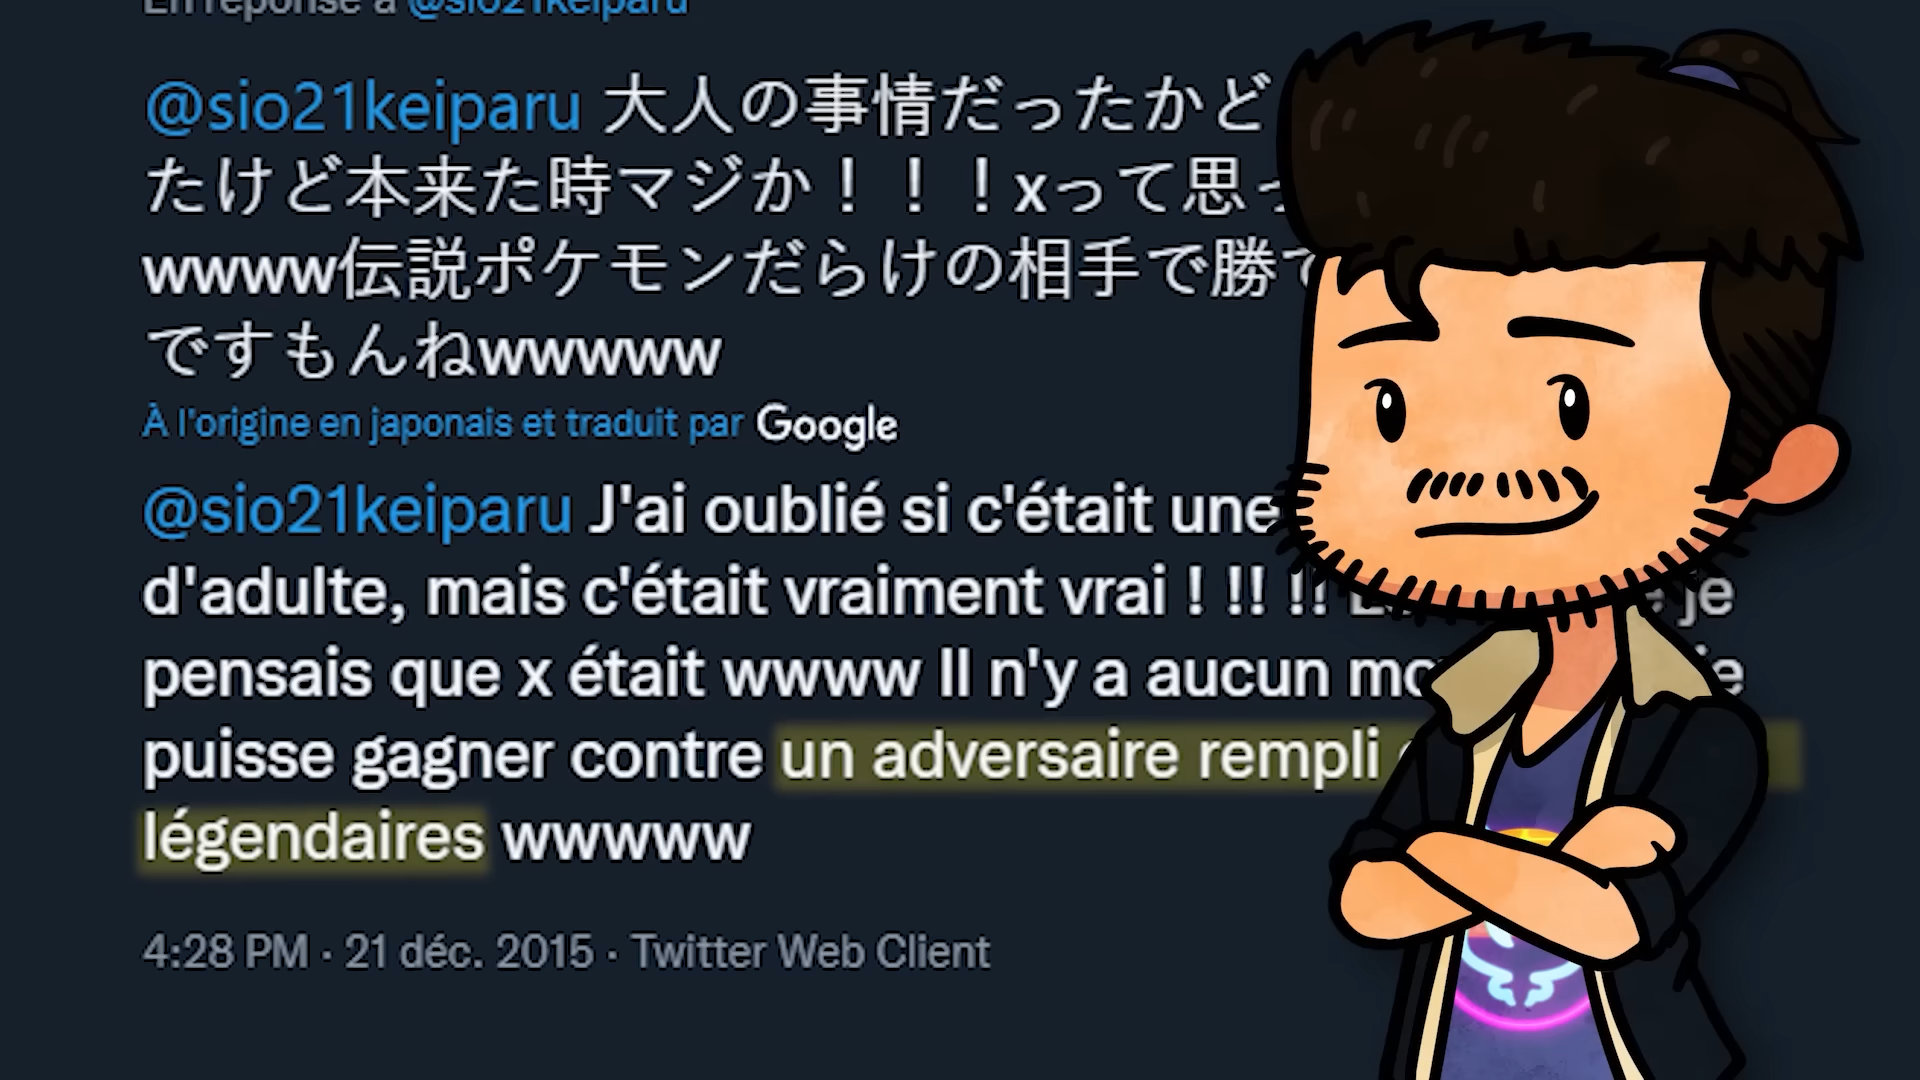 En réponse à @sio21keiparu
@sio21keiparu 大人の事情だったかど
たけど本来た時マジか！！！xって思っ
wwww伝説ポケモンだらけの相手で勝て
ですもんねwwwww
À l'origine en japonais et traduit par Google
@sio21keiparu J'ai oublié si c'était une
d'adulte, mais c'était vraiment vrai ! !! !! je
pensais que x était wwww Il n'y a aucun je
puisse gagner contre un adversaire rempli
légendaires wwwww
4:28 PM · 21 déc. 2015 · Twitter Web Client